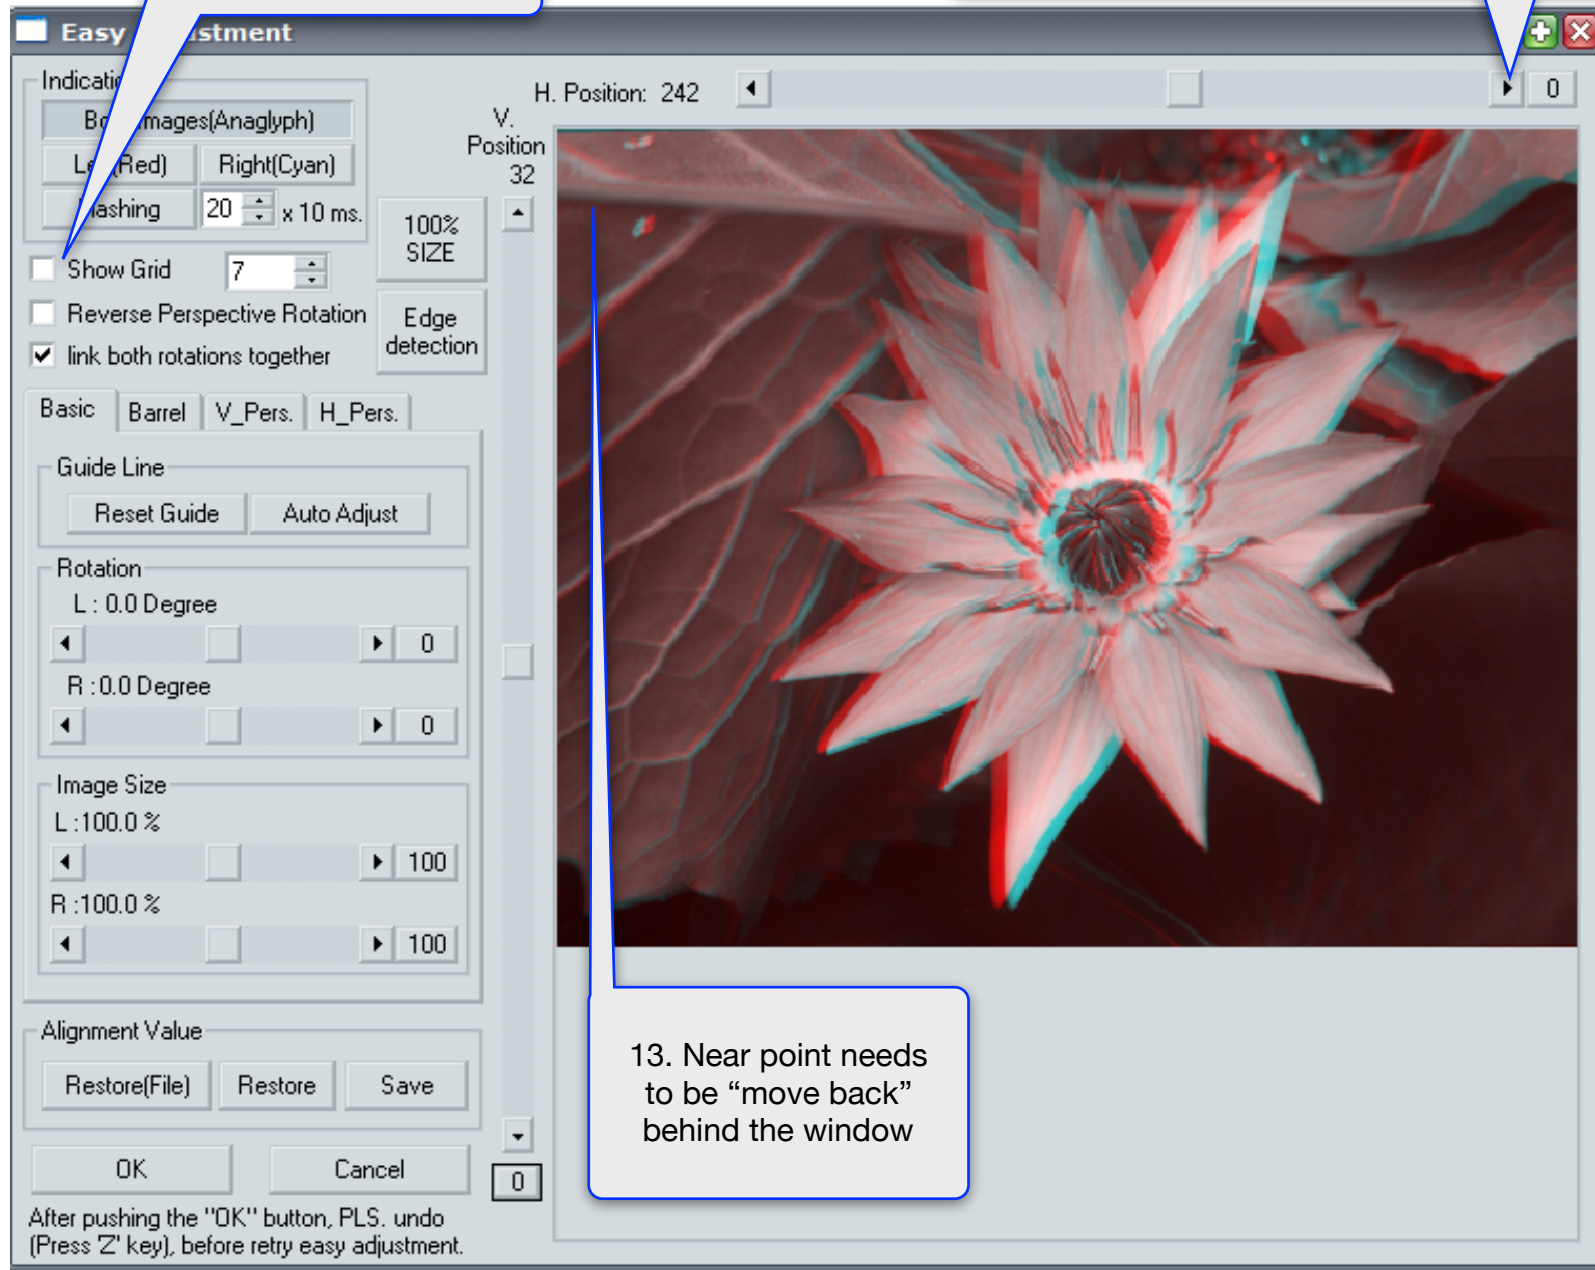 Easy stment
Indicati
Bo mages(Anaglyph)
Le (Red) Right(Cyan)
lashing 20 x 10 ms.
H. Position: 242 0
V.
Position
32
100%
SIZE
Show Grid 7
Reverse Perspective Rotation
Edge
detection
link both rotations together
Basic Barrel V_Pers. H_Pers.
Guide Line
Reset Guide Auto Adjust
Rotation
L : 0.0 Degree
0
R : 0.0 Degree
0
Image Size
L :100.0 %
100
R :100.0 %
100
Alignment Value
Restore(File) Restore Save
OK Cancel
0
After pushing the "OK" button, PLS. undo
(Press 'Z' key), before retry easy adjustment.
13. Near point needs
to be “move back”
behind the window